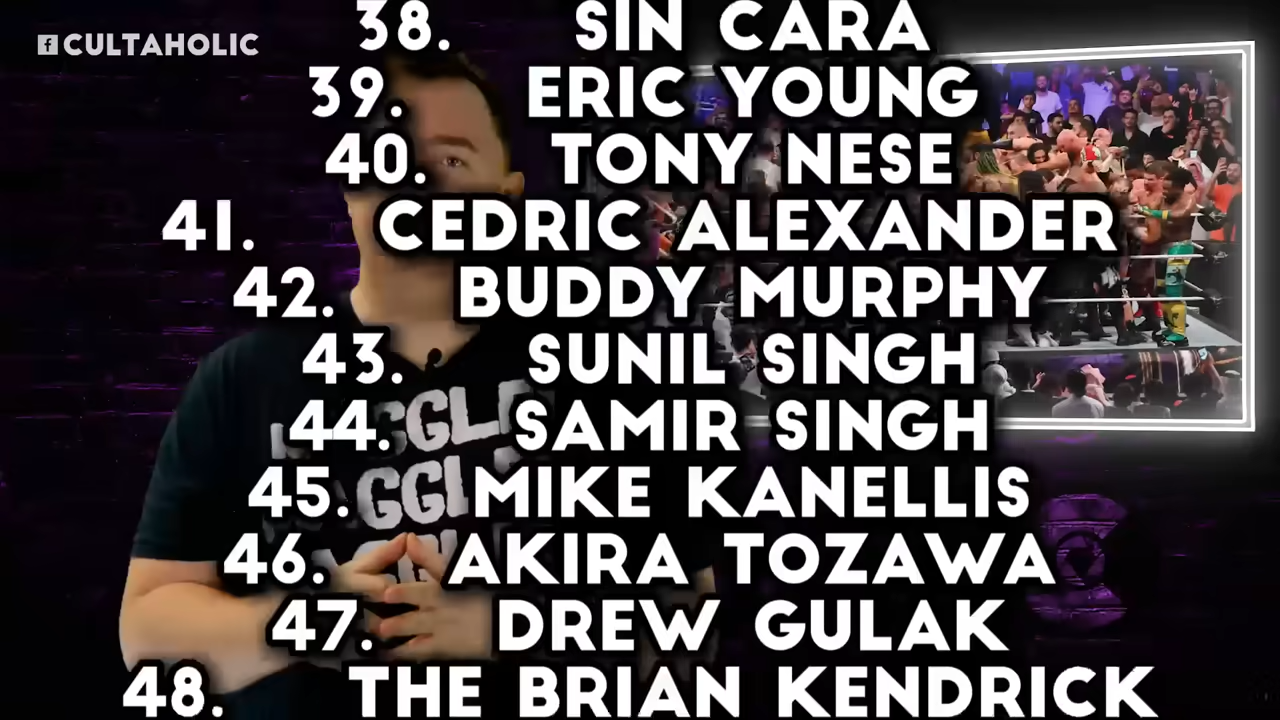 CULTAHOLIC
38. SIN CARA
39. ERIC YOUNG
40. TONY NESE
41. CEDRIC ALEXANDER
42. BUDDY MURPHY
43. SUNIL SINGH
44. SAMIR SINGH
45. MIKE KANELLIS
46. AKIRA TOZAWA
47. DREW GULAK
48. THE BRIAN KENDRICK